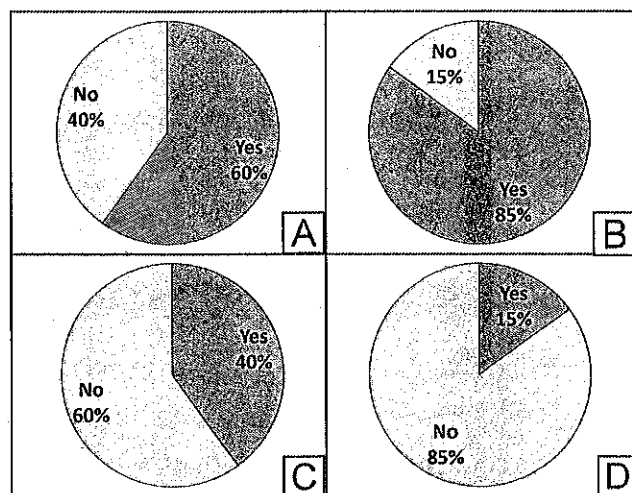 No
40%
Yes
60%
A
No
15%
Yes
85%
B
Yes
40%
No
60%
C
Yes
15%
No
85%
D